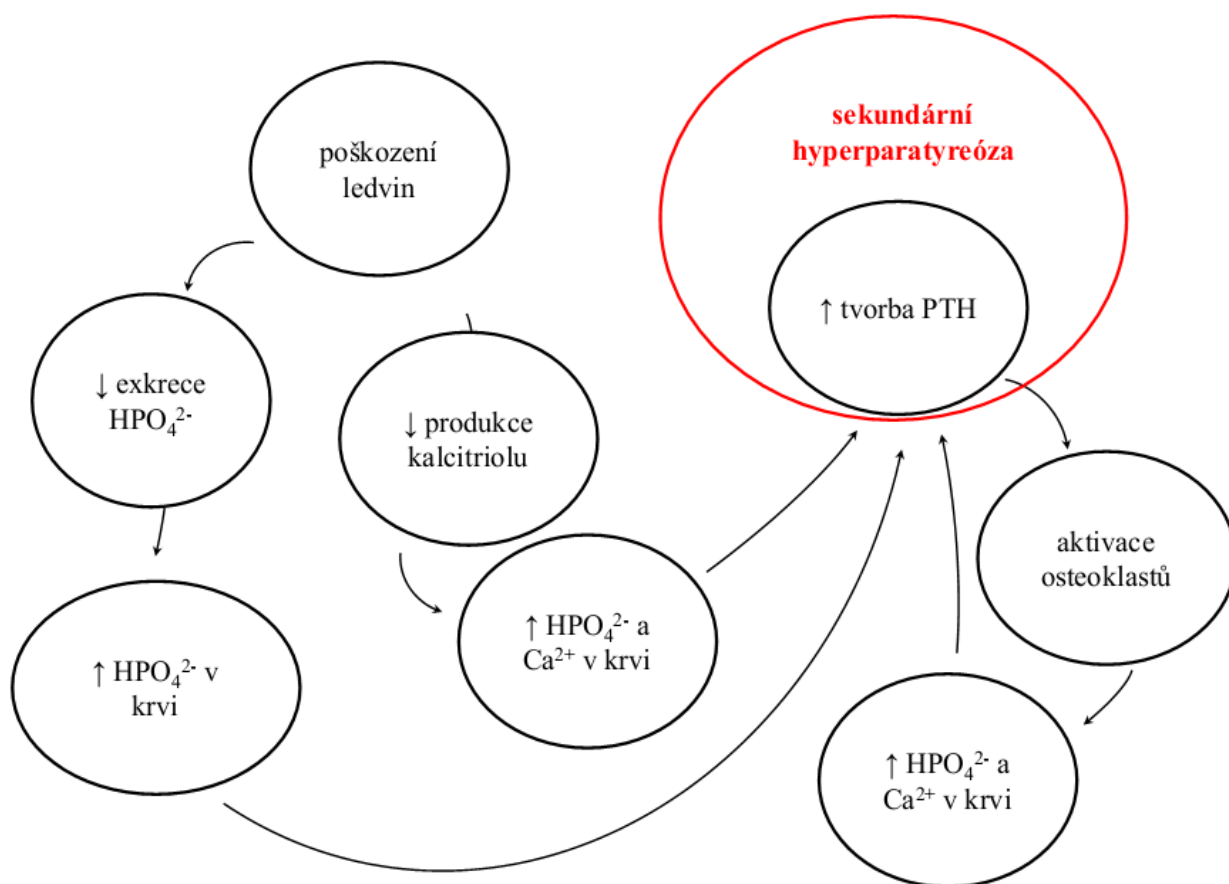 poškození
ledvin
sekundární
hyperparatyreóza
↑ tvorba PTH
↓ exkrece
HPO₄²⁻
↓ produkce
kalcitriolu
aktivace
osteoklastů
↑ HPO₄²⁻ v
krvi
↑ HPO₄²⁻ a
Ca²⁺ v krvi
↑ HPO₄²⁻ a
Ca²⁺ v krvi